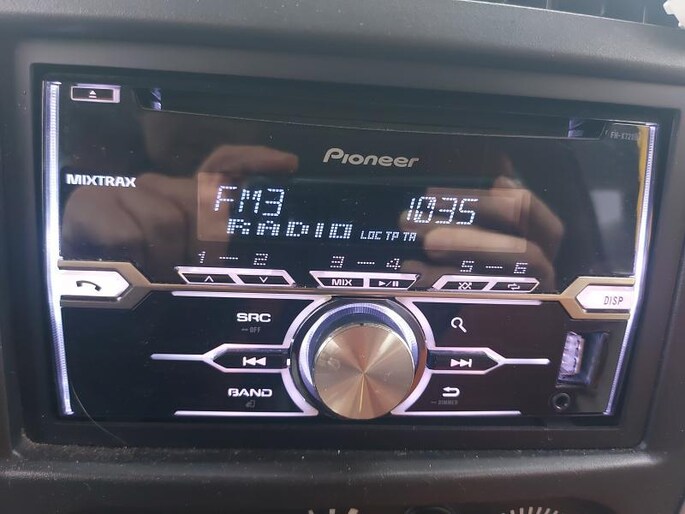 Pioneer
MIXTRAX
FM3 1035
RADIO LOC TP TA
1 — 2 3 — 4 5 — 6
MIX
DISP
SRC
— OFF
BAND
— DIMMER